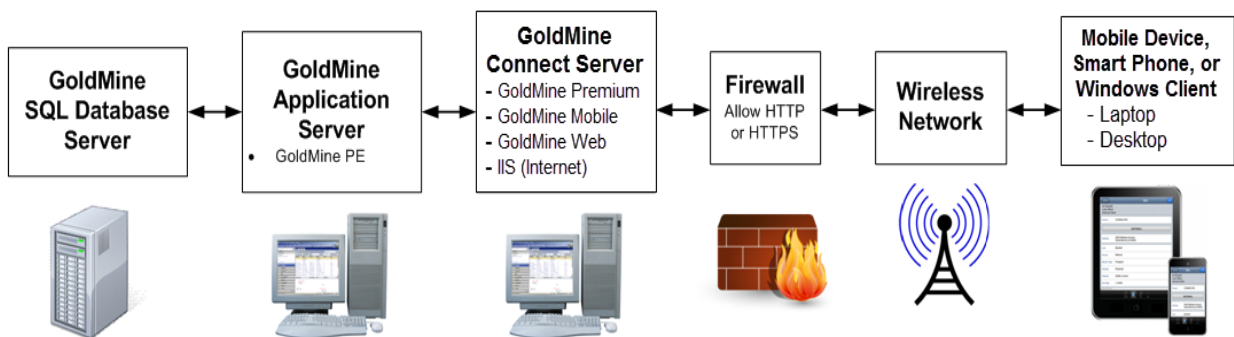 GoldMine
SQL Database
Server
GoldMine
Application
Server
• GoldMine PE
GoldMine
Connect Server
- GoldMine Premium
- GoldMine Mobile
- GoldMine Web
- IIS (Internet)
Firewall
Allow HTTP
or HTTPS
Wireless
Network
Mobile Device,
Smart Phone, or
Windows Client
- Laptop
- Desktop